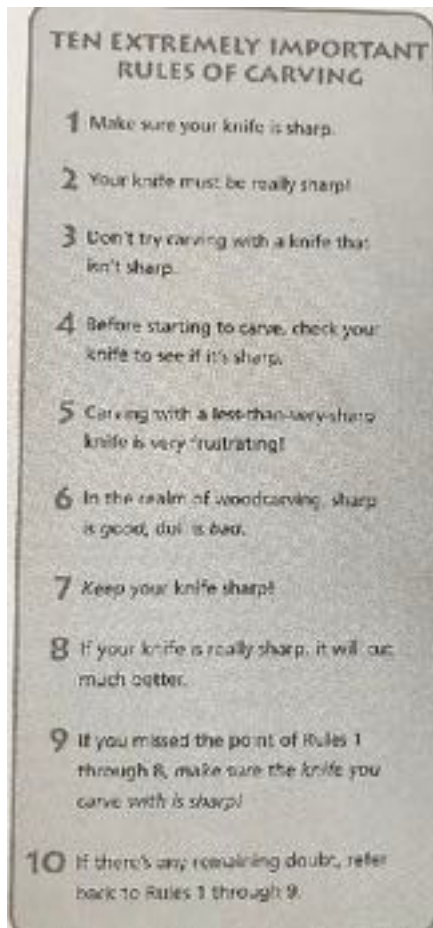 TEN EXTREMELY IMPORTANT
RULES OF CARVING
1 Make sure your knife is sharp.
2 Your knife must be really sharp!
3 Don't try carving with a knife that
isn't sharp.
4 Before starting to carve, check your
knife to see if it's sharp.
5 Carving with a less-than-very-sharp
knife is very frustrating!
6 In the realm of woodcarving, sharp
is good, dull is bad.
7 Keep your knife sharp!
8 If your knife is really sharp, it will cut
much better.
9 If you missed the point of Rules 1
through 8, make sure the knife you
carve with is sharp!
10 If there's any remaining doubt, refer
back to Rules 1 through 9.